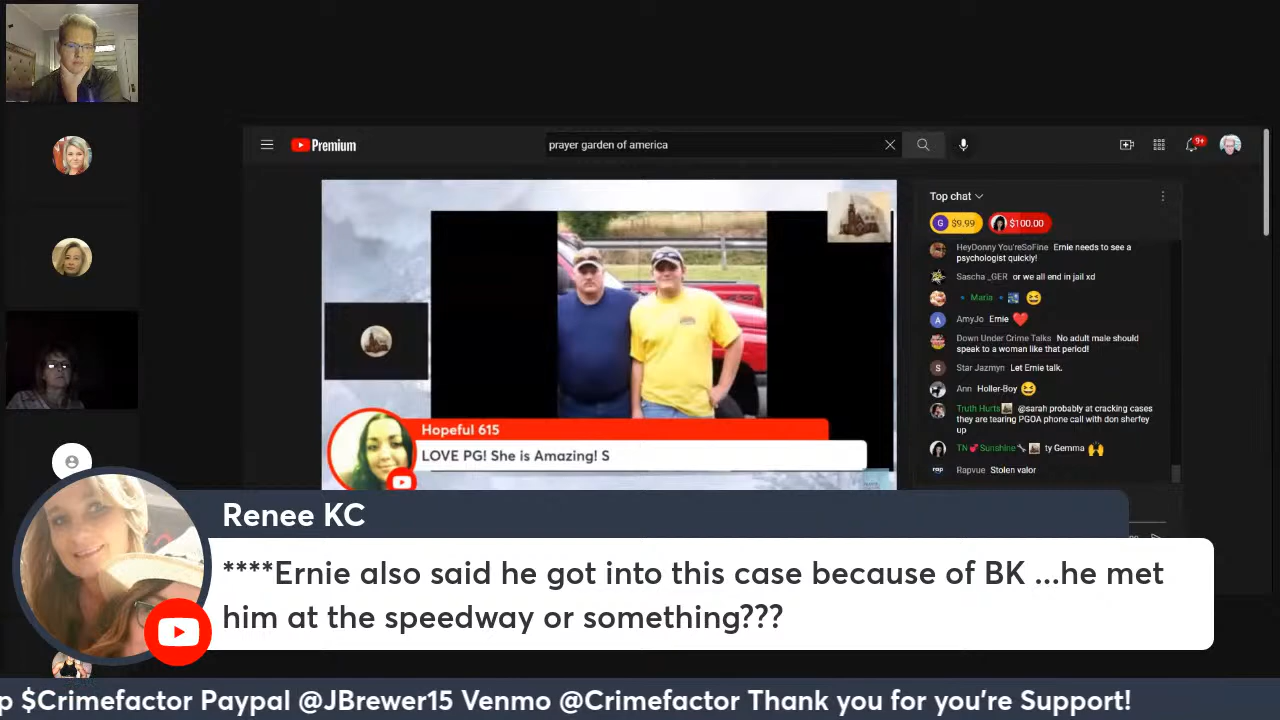 Premium
prayer garden of america
9+
Top chat
G $9.99
$100.00
HeyDonny You'reSoFine Ernie needs to see a
psychologist quickly!
Sascha _GER or we all end in jail xd
Maria
AmyJo Ernie
A
Down Under Crime Talks No adult male should
speak to a woman like that period!
S Star Jazmyn Let Ernie talk.
Ann Holler-Boy
Truth Hurts @sarah probably at cracking cases
they are tearing PGOA phone call with don sherfey
up
TN Sunshine ty Gemma
rap Rapvue Stolen valor
Hopeful 615
LOVE PG! She is Amazing! S
Renee KC
****Ernie also said he got into this case because of BK ...he met
him at the speedway or something???
p $Crimefactor Paypal @JBrewer15 Venmo @Crimefactor Thank you for you're Support!